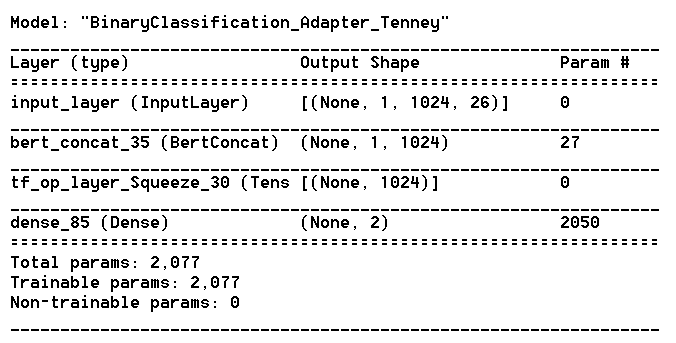 Model: "BinaryClassification_Adapter_Tenney"
_________________________________________________________________
Layer (type)                 Output Shape              Param #
=================================================================
input_layer (InputLayer)     [(None, 1, 1024, 26)]     0
_________________________________________________________________
bert_concat_35 (BertConcat)  (None, 1, 1024)           27
_________________________________________________________________
tf_op_layer_Squeeze_30 (Tens [(None, 1024)]            0
_________________________________________________________________
dense_85 (Dense)             (None, 2)                 2050
=================================================================
Total params: 2,077
Trainable params: 2,077
Non-trainable params: 0
_________________________________________________________________